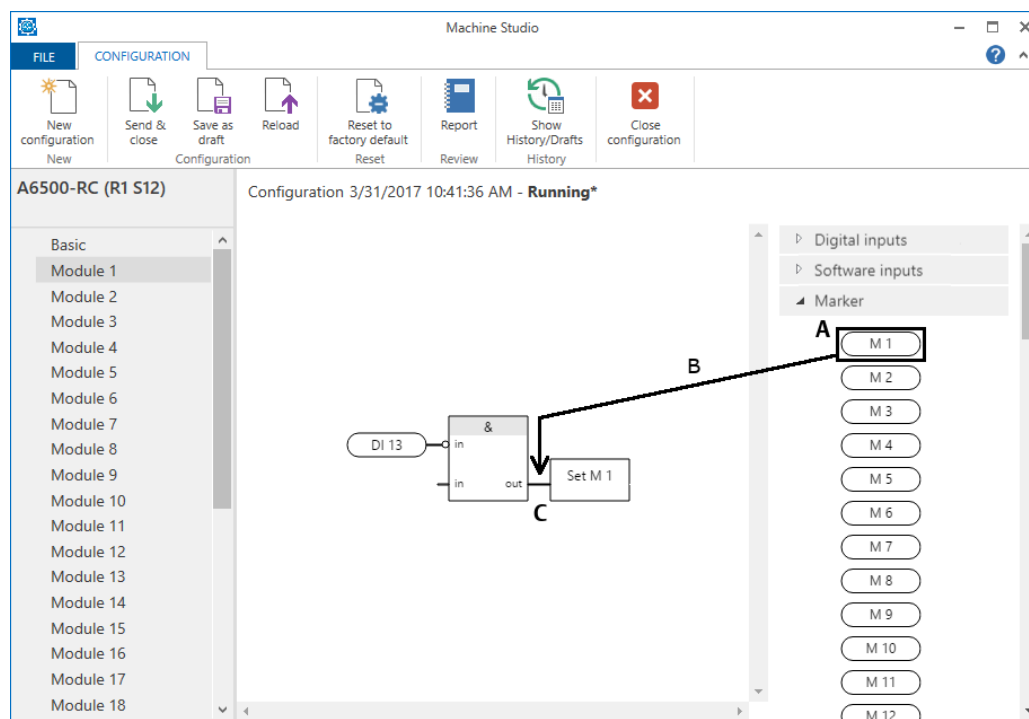 Machine Studio
FILE
CONFIGURATION
?
New
configuration
Send &
close
Save as
draft
Reload
Reset to
factory default
Report
Show
History/Drafts
Close
configuration
New
Configuration
Reset
Review
History
A6500-RC (R1 S12)
Configuration 3/31/2017 10:41:36 AM - Running*
Basic
Module 1
Module 2
Module 3
Module 4
Module 5
Module 6
Module 7
Module 8
Module 9
Module 10
Module 11
Module 12
Module 13
Module 14
Module 15
Module 16
Module 17
Module 18
&
DI 13
in
in
out
Set M 1
C
B
Digital inputs
Software inputs
Marker
A
M 1
M 2
M 3
M 4
M 5
M 6
M 7
M 8
M 9
M 10
M 11
M 12